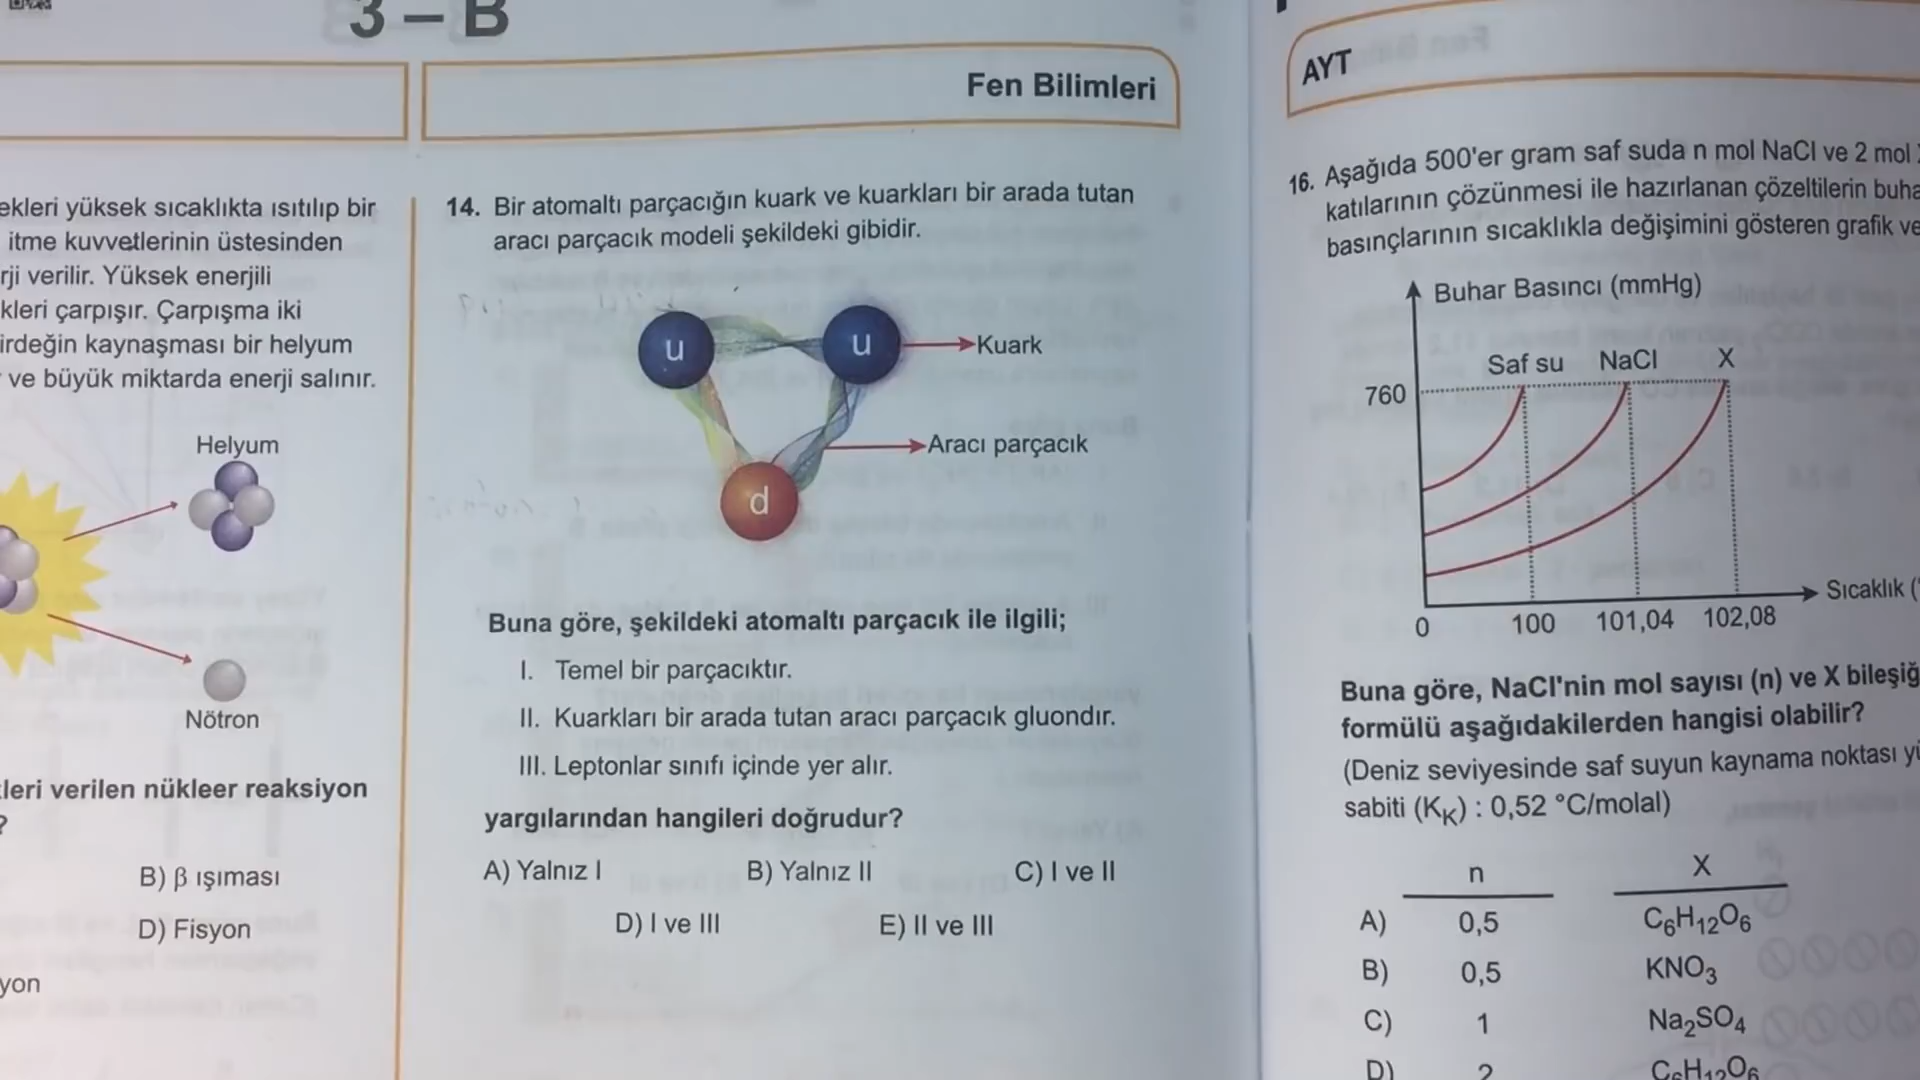 3 – B
Fen Bilimleri
ekleri yüksek sıcaklıkta ısıtılıp bir
itme kuvvetlerinin üstesinden
rji verilir. Yüksek enerjili
kleri çarpışır. Çarpışma iki
irdeğin kaynaşması bir helyum
ve büyük miktarda enerji salınır.
Helyum
Nötron
leri verilen nükleer reaksiyon
?
B) β ışıması
D) Fisyon
yon
14. Bir atomaltı parçacığın kuark ve kuarkları bir arada tutan
aracı parçacık modeli şekildeki gibidir.
u
u
Kuark
Aracı parçacık
d
Buna göre, şekildeki atomaltı parçacık ile ilgili;
I. Temel bir parçacıktır.
II. Kuarkları bir arada tutan aracı parçacık gluondır.
III. Leptonlar sınıfı içinde yer alır.
yargılarından hangileri doğrudur?
A) Yalnız I
B) Yalnız II
C) I ve II
D) I ve III
E) II ve III
AYT
16. Aşağıda 500'er gram saf suda n mol NaCl ve 2 mol
katılarının çözünmesi ile hazırlanan çözeltilerin buha
basınçlarının sıcaklıkla değişimini gösteren grafik ve
Buhar Basıncı (mmHg)
Saf su NaCl X
760
Sıcaklık (
0 100 101,04 102,08
Buna göre, NaCl'nin mol sayısı (n) ve X bileşiğ
formülü aşağıdakilerden hangisi olabilir?
(Deniz seviyesinde saf suyun kaynama noktası yü
sabiti (K_K) : 0,52 °C/molal)
n X
A) 0,5 C₆H₁₂O₆
B) 0,5 KNO₃
C) 1 Na₂SO₄
D) 2 C₆H₁₂O₆